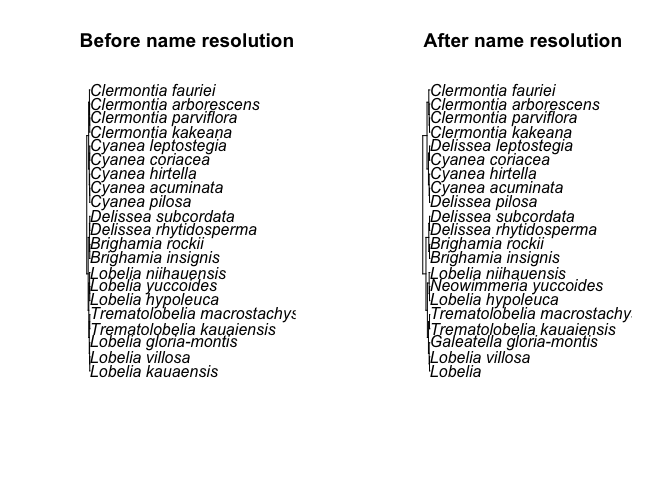 Before name resolution
Clermontia fauriei
Clermontia arborescens
Clermontia parviflora
Clermontia kakeana
Cyanea leptostegia
Cyanea coriacea
Cyanea hirtella
Cyanea acuminata
Cyanea pilosa
Delissea subcordata
Delissea rhytidosperma
Brighamia rockii
Brighamia insignis
Lobelia niihauensis
Lobelia yuccoides
Lobelia hypoleuca
Trematolobelia macrostachys
Trematolobelia kauaiensis
Lobelia gloria-montis
Lobelia villosa
Lobelia kauaensis
After name resolution
Clermontia fauriei
Clermontia arborescens
Clermontia parviflora
Clermontia kakeana
Delissea leptostegia
Cyanea coriacea
Cyanea hirtella
Cyanea acuminata
Delissea pilosa
Delissea subcordata
Delissea rhytidosperma
Brighamia rockii
Brighamia insignis
Lobelia niihauensis
Neowimmeria yuccoides
Lobelia hypoleuca
Trematolobelia macrostachys
Trematolobelia kauaiensis
Galeatella gloria-montis
Lobelia villosa
Lobelia